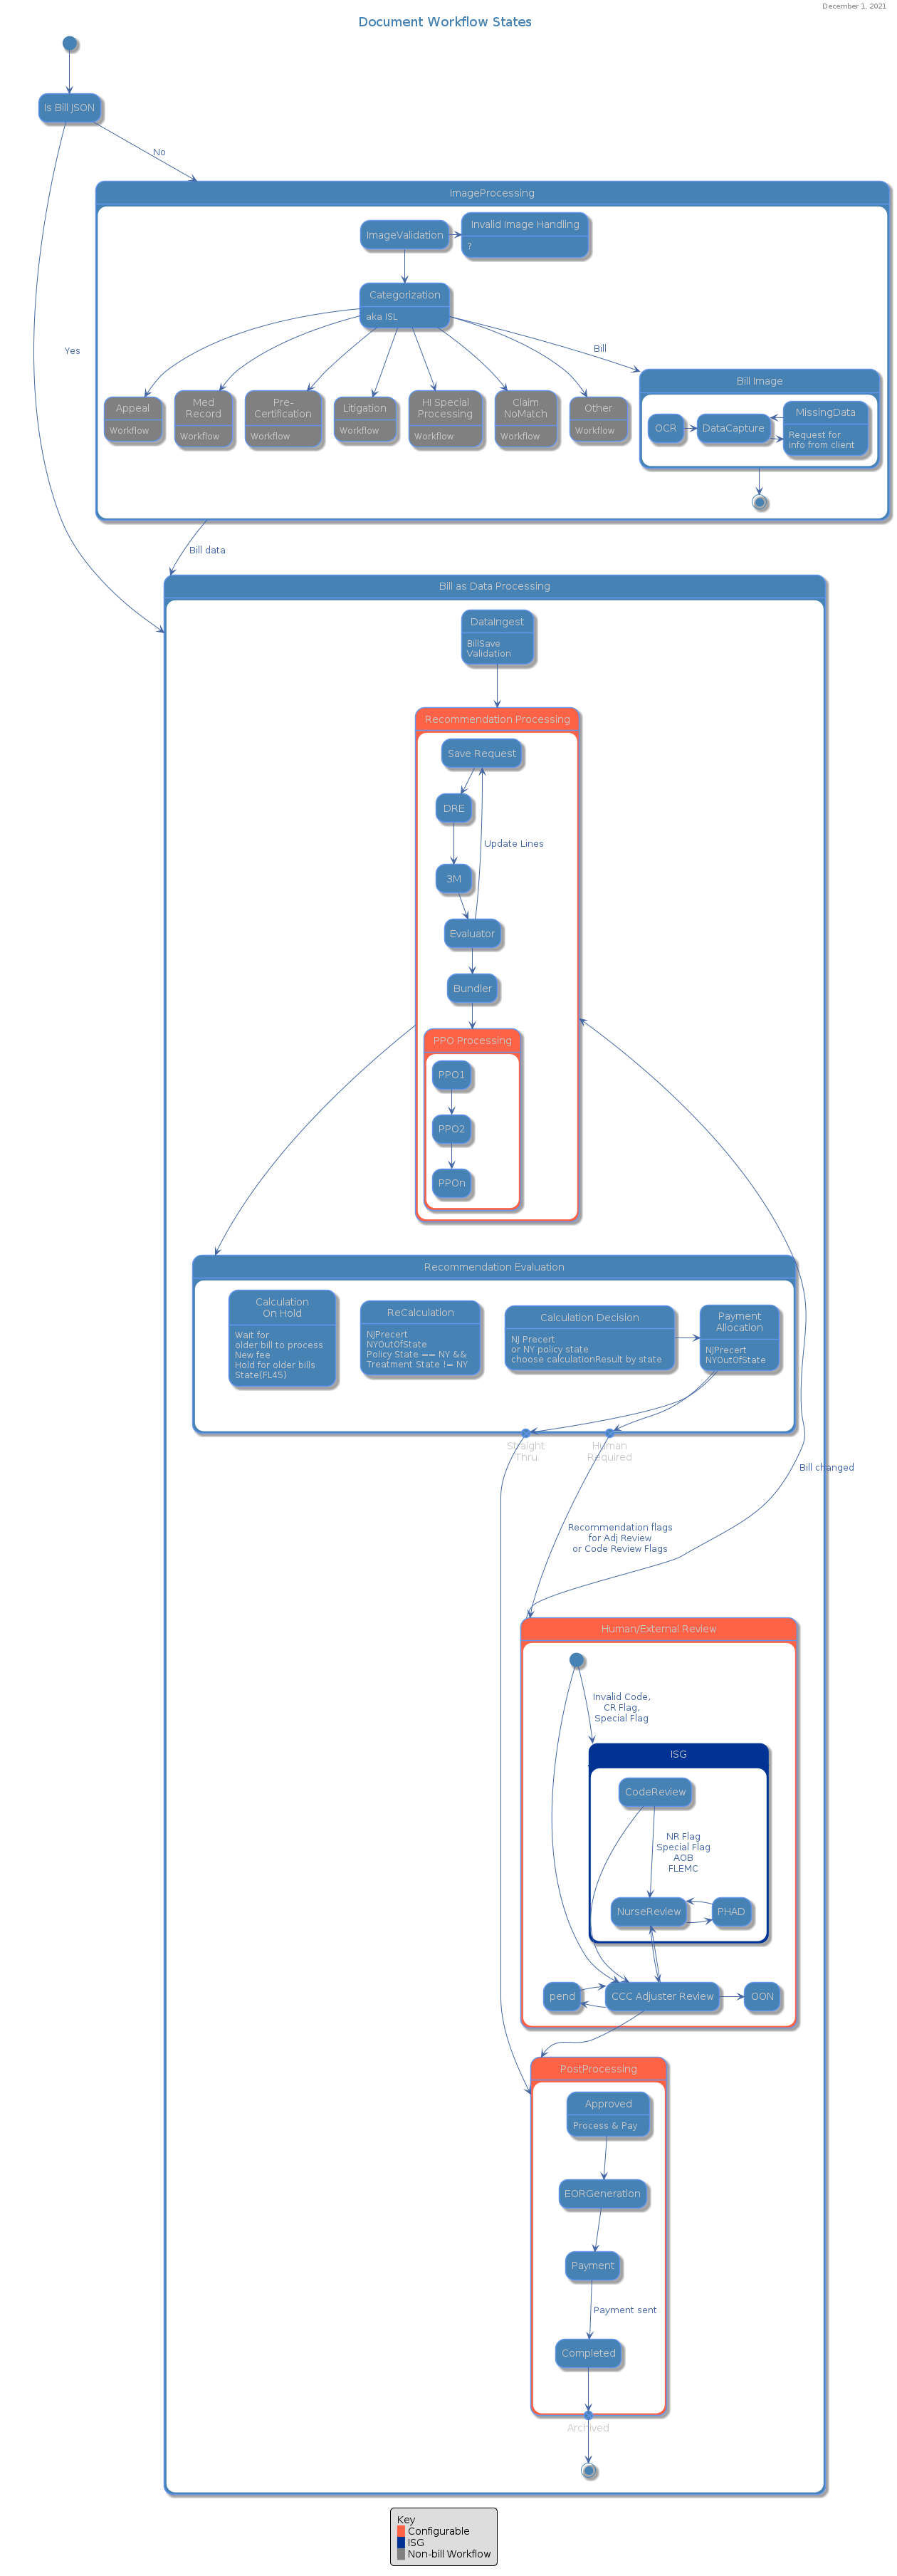 December 1, 2021
Document Workflow States
Is Bill JSON
No
Yes
ImageProcessing
ImageValidation
Invalid Image Handling
?
Categorization
aka ISL
Bill
Appeal
Workflow
Med
Record
Workflow
Pre-
Certification
Workflow
Litigation
Workflow
HI Special
Processing
Workflow
Claim
NoMatch
Workflow
Other
Workflow
Bill Image
OCR
DataCapture
MissingData
Request for
info from client
Bill data
Bill as Data Processing
DataIngest
BillSave
Validation
Recommendation Processing
Save Request
DRE
Update Lines
3M
Evaluator
Bundler
PPO Processing
PPO1
PPO2
PPOn
Recommendation Evaluation
Calculation
On Hold
Wait for
older bill to process
New fee
Hold for older bills
State(FL45)
ReCalculation
NJPrecert
NYOutOfState
Policy State == NY &&
Treatment State != NY
Calculation Decision
NJ Precert
or NY policy state
choose calculationResult by state
Payment
Allocation
NJPrecert
NYOutOfState
Straight
Thru
Human
Required
Bill changed
Recommendation flags
for Adj Review
or Code Review Flags
Human/External Review
Invalid Code,
CR Flag,
Special Flag
ISG
CodeReview
NR Flag
Special Flag
AOB
FLEMC
NurseReview
PHAD
pend
CCC Adjuster Review
OON
PostProcessing
Approved
Process & Pay
EORGeneration
Payment
Payment sent
Completed
Archived
Key
Configurable
ISG
Non-bill Workflow